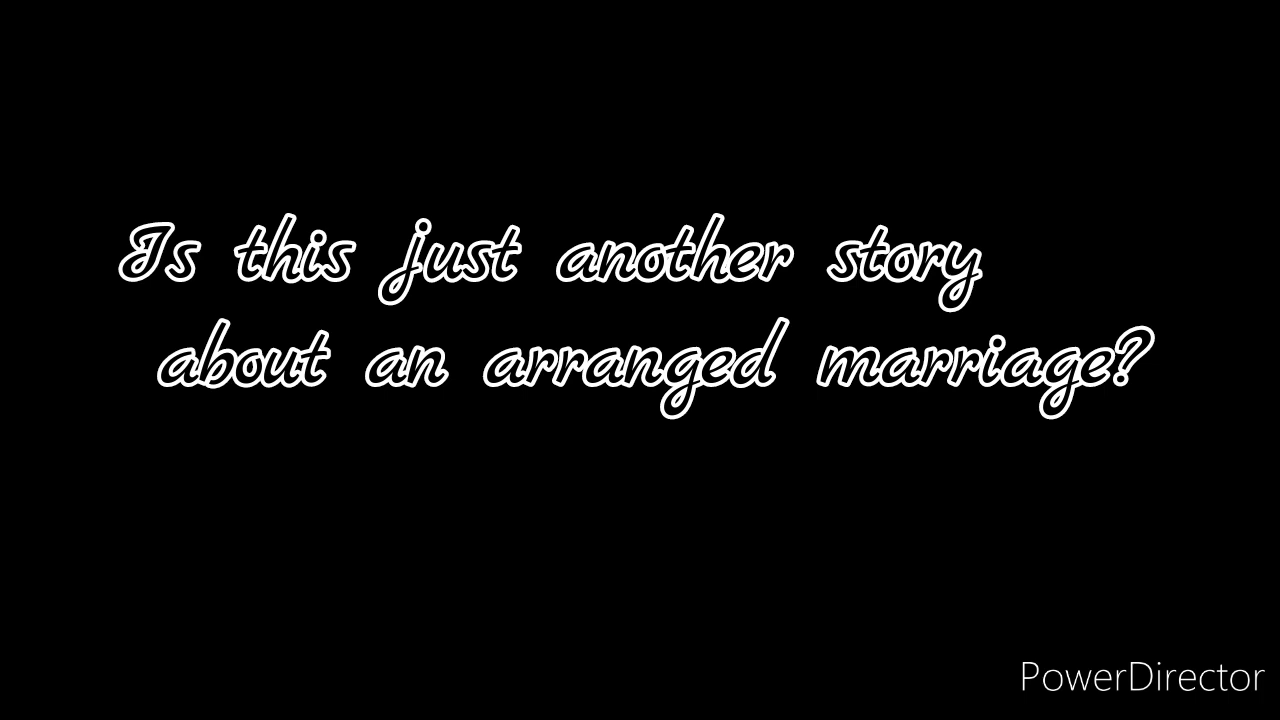 Is this just another story
about an arranged marriage?
PowerDirector